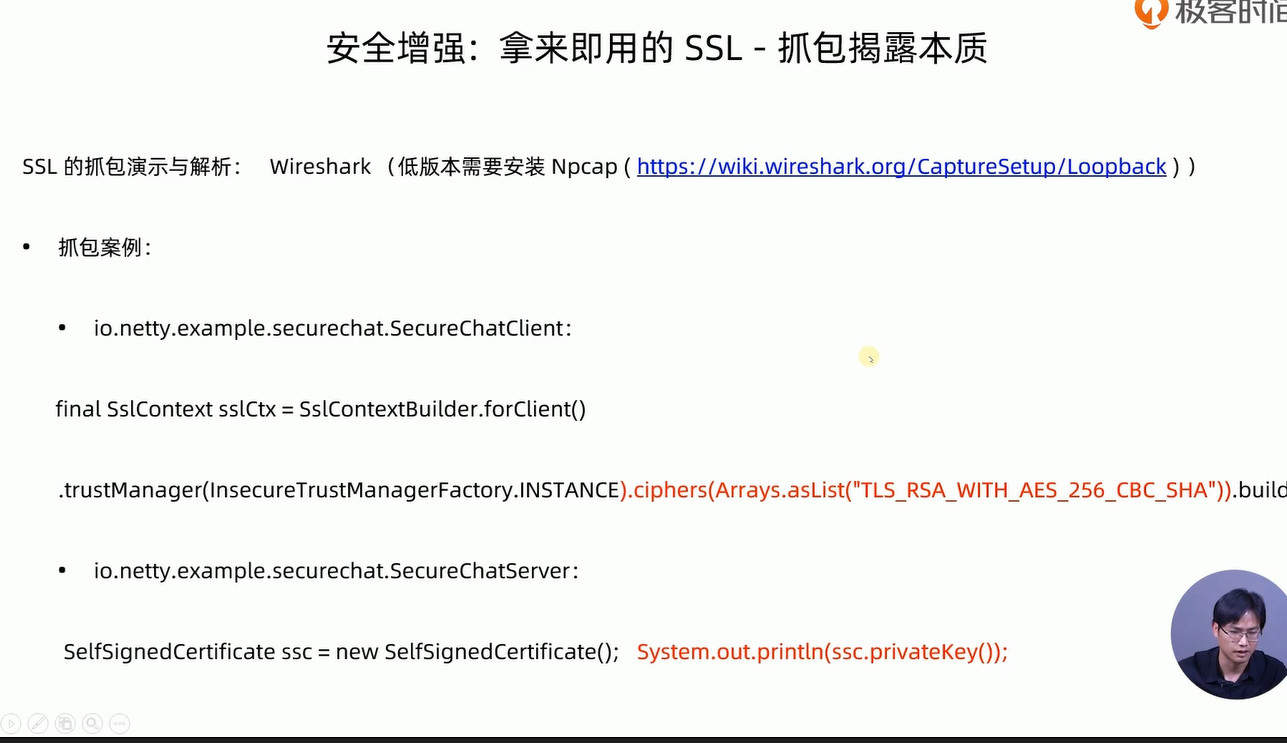 极客时间
安全增强：拿来即用的 SSL - 抓包揭露本质
SSL 的抓包演示与解析： Wireshark （低版本需要安装 Npcap ( https://wiki.wireshark.org/CaptureSetup/Loopback ) ）
• 抓包案例：
• io.netty.example.securechat.SecureChatClient：
final SslContext sslCtx = SslContextBuilder.forClient()
.trustManager(InsecureTrustManagerFactory.INSTANCE).ciphers(Arrays.asList("TLS_RSA_WITH_AES_256_CBC_SHA")).build
• io.netty.example.securechat.SecureChatServer：
SelfSignedCertificate ssc = new SelfSignedCertificate(); System.out.println(ssc.privateKey());